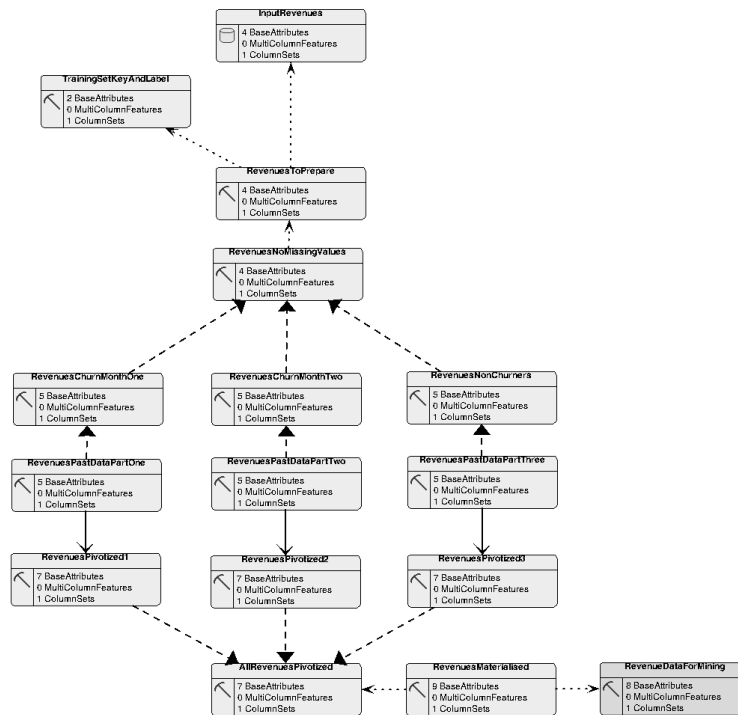 InputRevenues
4 BaseAttributes
0 MultiColumnFeatures
1 ColumnSets
TrainingSetKeyAndLabel
2 BaseAttributes
0 MultiColumnFeatures
1 ColumnSets
RevenuesToPrepare
4 BaseAttributes
0 MultiColumnFeatures
1 ColumnSets
RevenuesNoMissingValues
4 BaseAttributes
0 MultiColumnFeatures
1 ColumnSets
RevenuesChurnMonthOne
5 BaseAttributes
0 MultiColumnFeatures
1 ColumnSets
RevenuesChurnMonthTwo
5 BaseAttributes
0 MultiColumnFeatures
1 ColumnSets
RevenuesNonChurners
5 BaseAttributes
0 MultiColumnFeatures
1 ColumnSets
RevenuesPastDataPartOne
5 BaseAttributes
0 MultiColumnFeatures
1 ColumnSets
RevenuesPastDataPartTwo
5 BaseAttributes
0 MultiColumnFeatures
1 ColumnSets
RevenuesPastDataPartThree
5 BaseAttributes
0 MultiColumnFeatures
1 ColumnSets
RevenuesPivotized1
7 BaseAttributes
0 MultiColumnFeatures
1 ColumnSets
RevenuesPivotized2
7 BaseAttributes
0 MultiColumnFeatures
1 ColumnSets
RevenuesPivotized3
7 BaseAttributes
0 MultiColumnFeatures
1 ColumnSets
AllRevenuesPivotized
7 BaseAttributes
0 MultiColumnFeatures
1 ColumnSets
RevenuesMaterialised
9 BaseAttributes
0 MultiColumnFeatures
1 ColumnSets
RevenueDataForMining
8 BaseAttributes
0 MultiColumnFeatures
1 ColumnSets